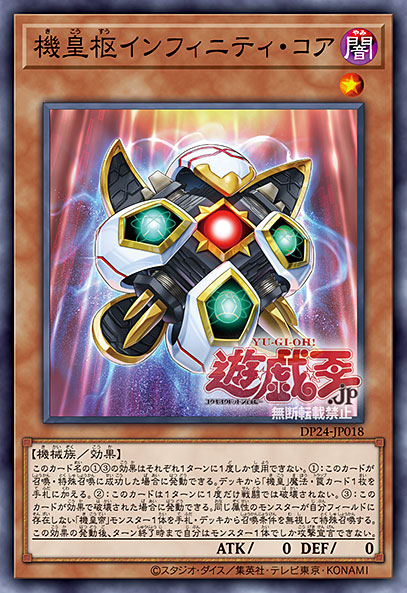 機皇枢インフィニティ・コア
闇
YU-GI-OH!
遊戯王.jp
無断転載禁止
DP24-JP018
【機械族／効果】
このカード名の①③の効果はそれぞれ1ターンに1度しか使用できない。①：このカードが
召喚・特殊召喚に成功した場合に発動できる。デッキから「機皇」魔法・罠カード1枚を
手札に加える。②：このカードは1ターンに1度だけ戦闘では破壊されない。③：このカー
ドが効果で破壊された場合に発動できる。同じ属性のモンスターが自分フィールドに
存在しない「機皇帝」モンスター1体を手札・デッキから召喚条件を無視して特殊召喚する。
この効果の発動後、ターン終了時まで自分はモンスター1体でしか攻撃宣言できない。
ATK/ 0 DEF/ 0
©スタジオ・ダイス／集英社・テレビ東京・KONAMI